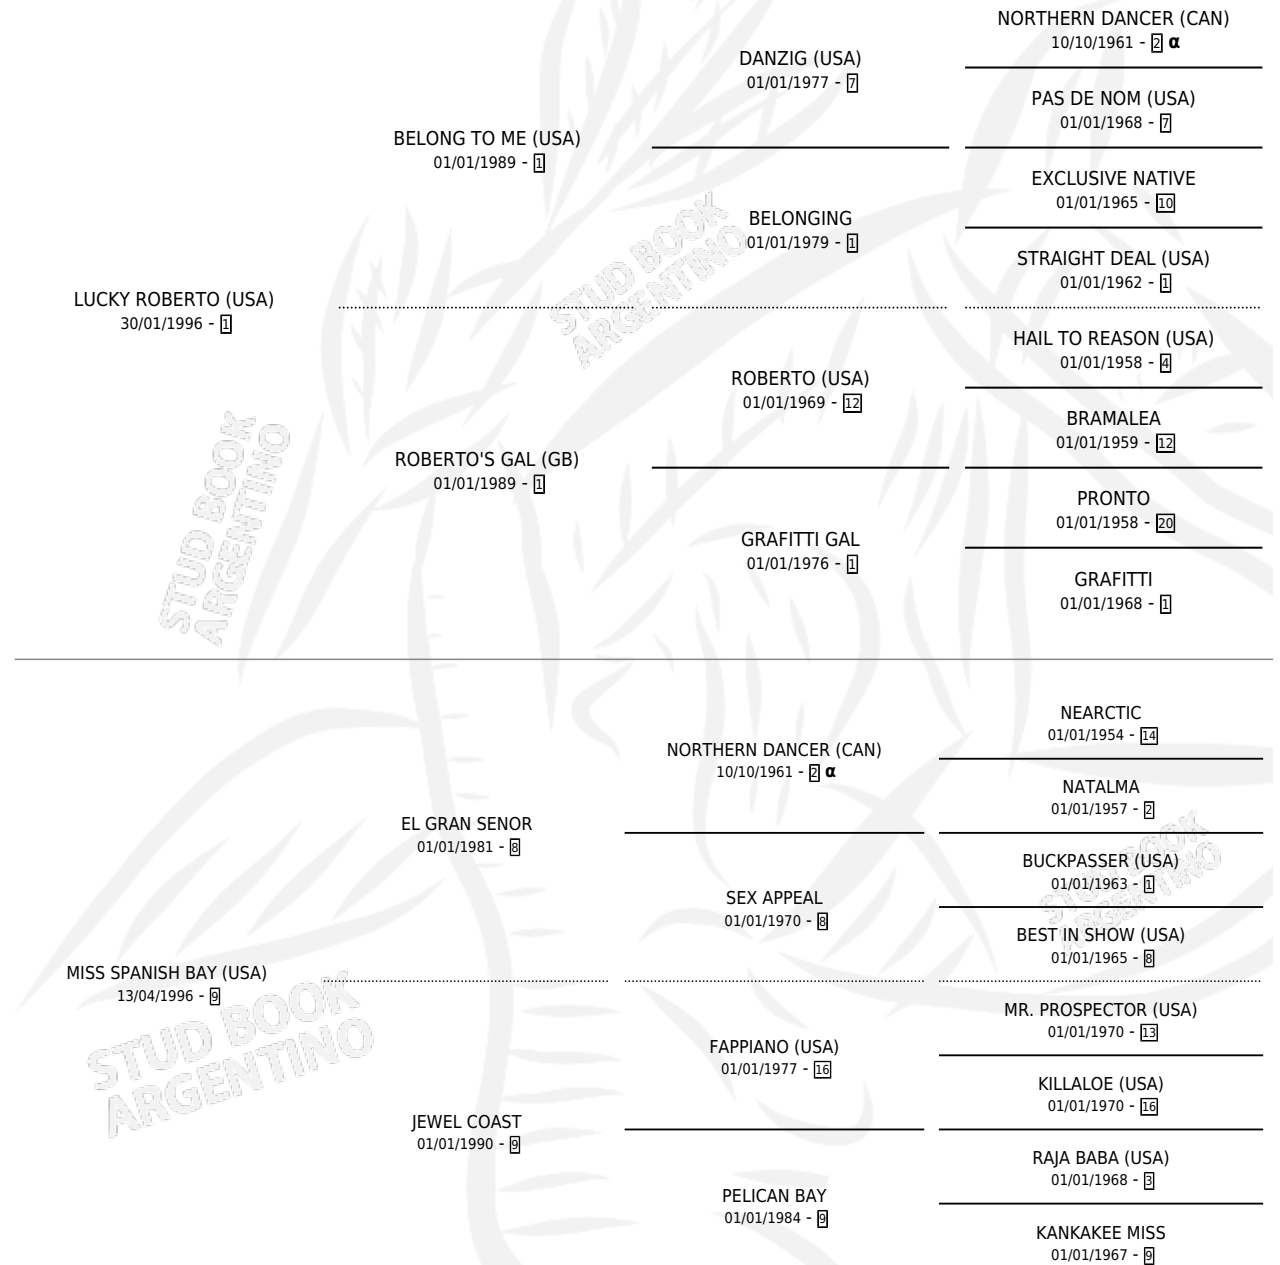 NORTHERN DANCER (CAN)
10/10/1961 - 2 α
DANZIG (USA)
01/01/1977 - 7
PAS DE NOM (USA)
01/01/1968 - 7
BELONG TO ME (USA)
01/01/1989 - 1
EXCLUSIVE NATIVE
01/01/1965 - 10
BELONGING
01/01/1979 - 1
STRAIGHT DEAL (USA)
01/01/1962 - 1
LUCKY ROBERTO (USA)
30/01/1996 - 1
HAIL TO REASON (USA)
01/01/1958 - 4
ROBERTO (USA)
01/01/1969 - 12
BRAMALEA
01/01/1959 - 12
ROBERTO'S GAL (GB)
01/01/1989 - 1
PRONTO
01/01/1958 - 20
GRAFITTI GAL
01/01/1976 - 1
GRAFITTI
01/01/1968 - 1
NEARCTIC
01/01/1954 - 14
NORTHERN DANCER (CAN)
10/10/1961 - 2 α
NATALMA
01/01/1957 - 2
EL GRAN SENOR
01/01/1981 - 8
BUCKPASSER (USA)
01/01/1963 - 1
SEX APPEAL
01/01/1970 - 8
BEST IN SHOW (USA)
01/01/1965 - 8
MISS SPANISH BAY (USA)
13/04/1996 - 9
MR. PROSPECTOR (USA)
01/01/1970 - 13
FAPPIANO (USA)
01/01/1977 - 16
KILLALOE (USA)
01/01/1970 - 16
JEWEL COAST
01/01/1990 - 9
RAJA BABA (USA)
01/01/1968 - 3
PELICAN BAY
01/01/1984 - 9
KANKAKEE MISS
01/01/1967 - 9
STUD BOOK
ARGENTINO
STUD BOOK
ARGENTINO
STUD BOOK
ARGENTINO
STUD BOOK
ARGENTINO